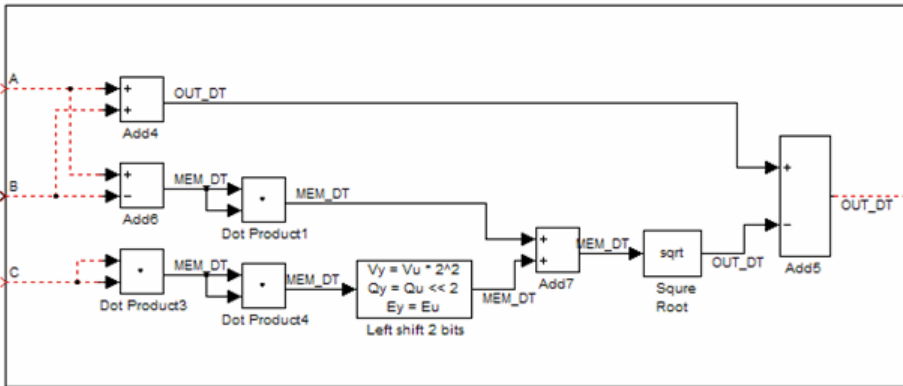 A
+
+
OUT_DT
Add4
B
+
−
MEM_DT
Add6
•
MEM_DT
Dot Product1
+
−
OUT_DT
Add5
C
*
MEM_DT
Dot Product3
•
MEM_DT
Dot Product4
Vy = Vu * 2^2
Qy = Qu << 2
Ey = Eu
Left shift 2 bits
MEM_DT
+
+
MEM_DT
Add7
sqrt
OUT_DT
Squre
Root